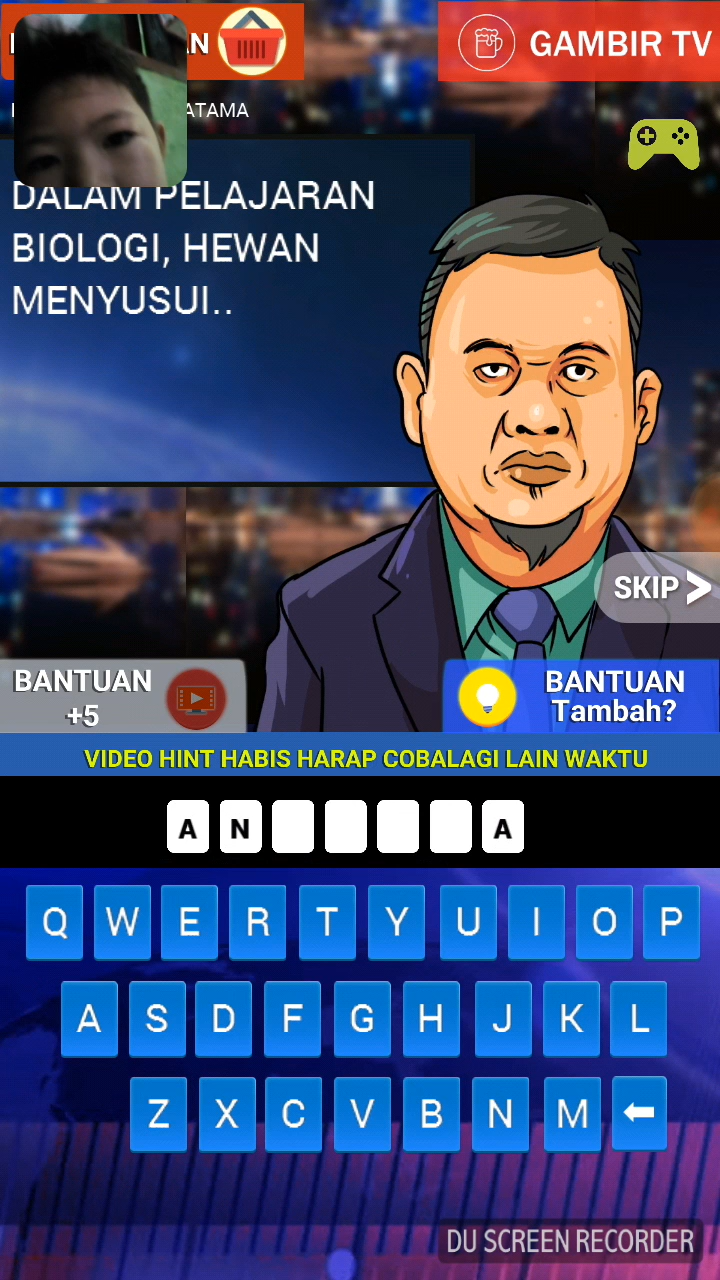 GAMBIR TV
DALAM PELAJARAN
BIOLOGI, HEWAN
MENYUSUI..
SKIP
BANTUAN
+5
BANTUAN
Tambah?
VIDEO HINT HABIS HARAP COBALAGI LAIN WAKTU
A N A
Q W E R T Y U I O P
A S D F G H J K L
Z X C V B N M
DU SCREEN RECORDER